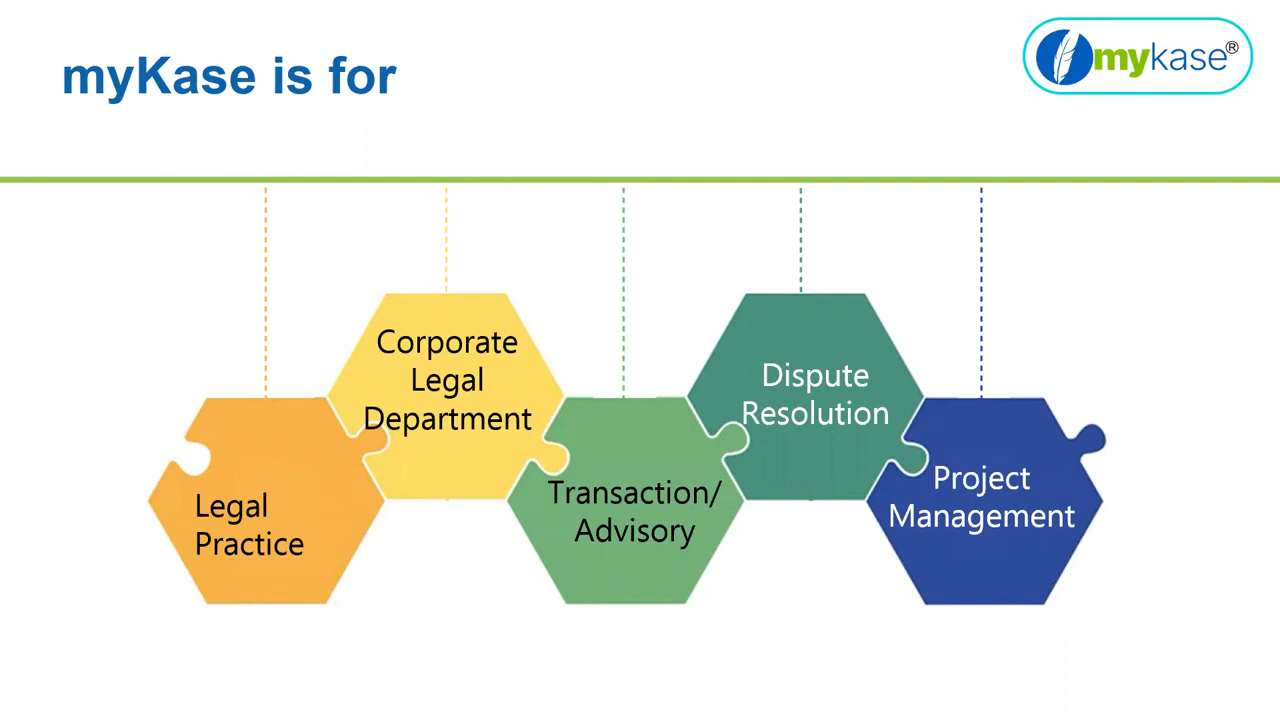 myKase is for
mykase®
Corporate
Legal
Department
Dispute
Resolution
Legal
Practice
Transaction/
Advisory
Project
Management